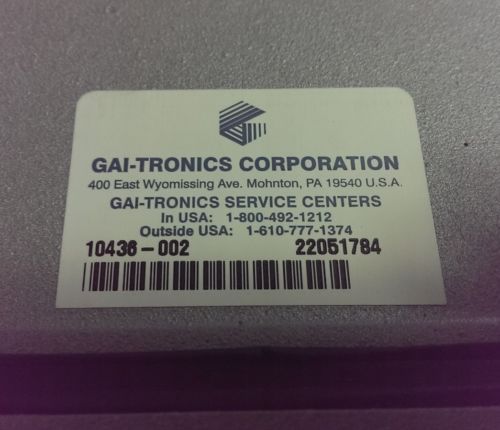 GAI-TRONICS CORPORATION
400 East Wyomissing Ave. Mohnton, PA 19540 U.S.A.
GAI-TRONICS SERVICE CENTERS
In USA: 1-800-492-1212
Outside USA: 1-610-777-1374
10436-002 22051784